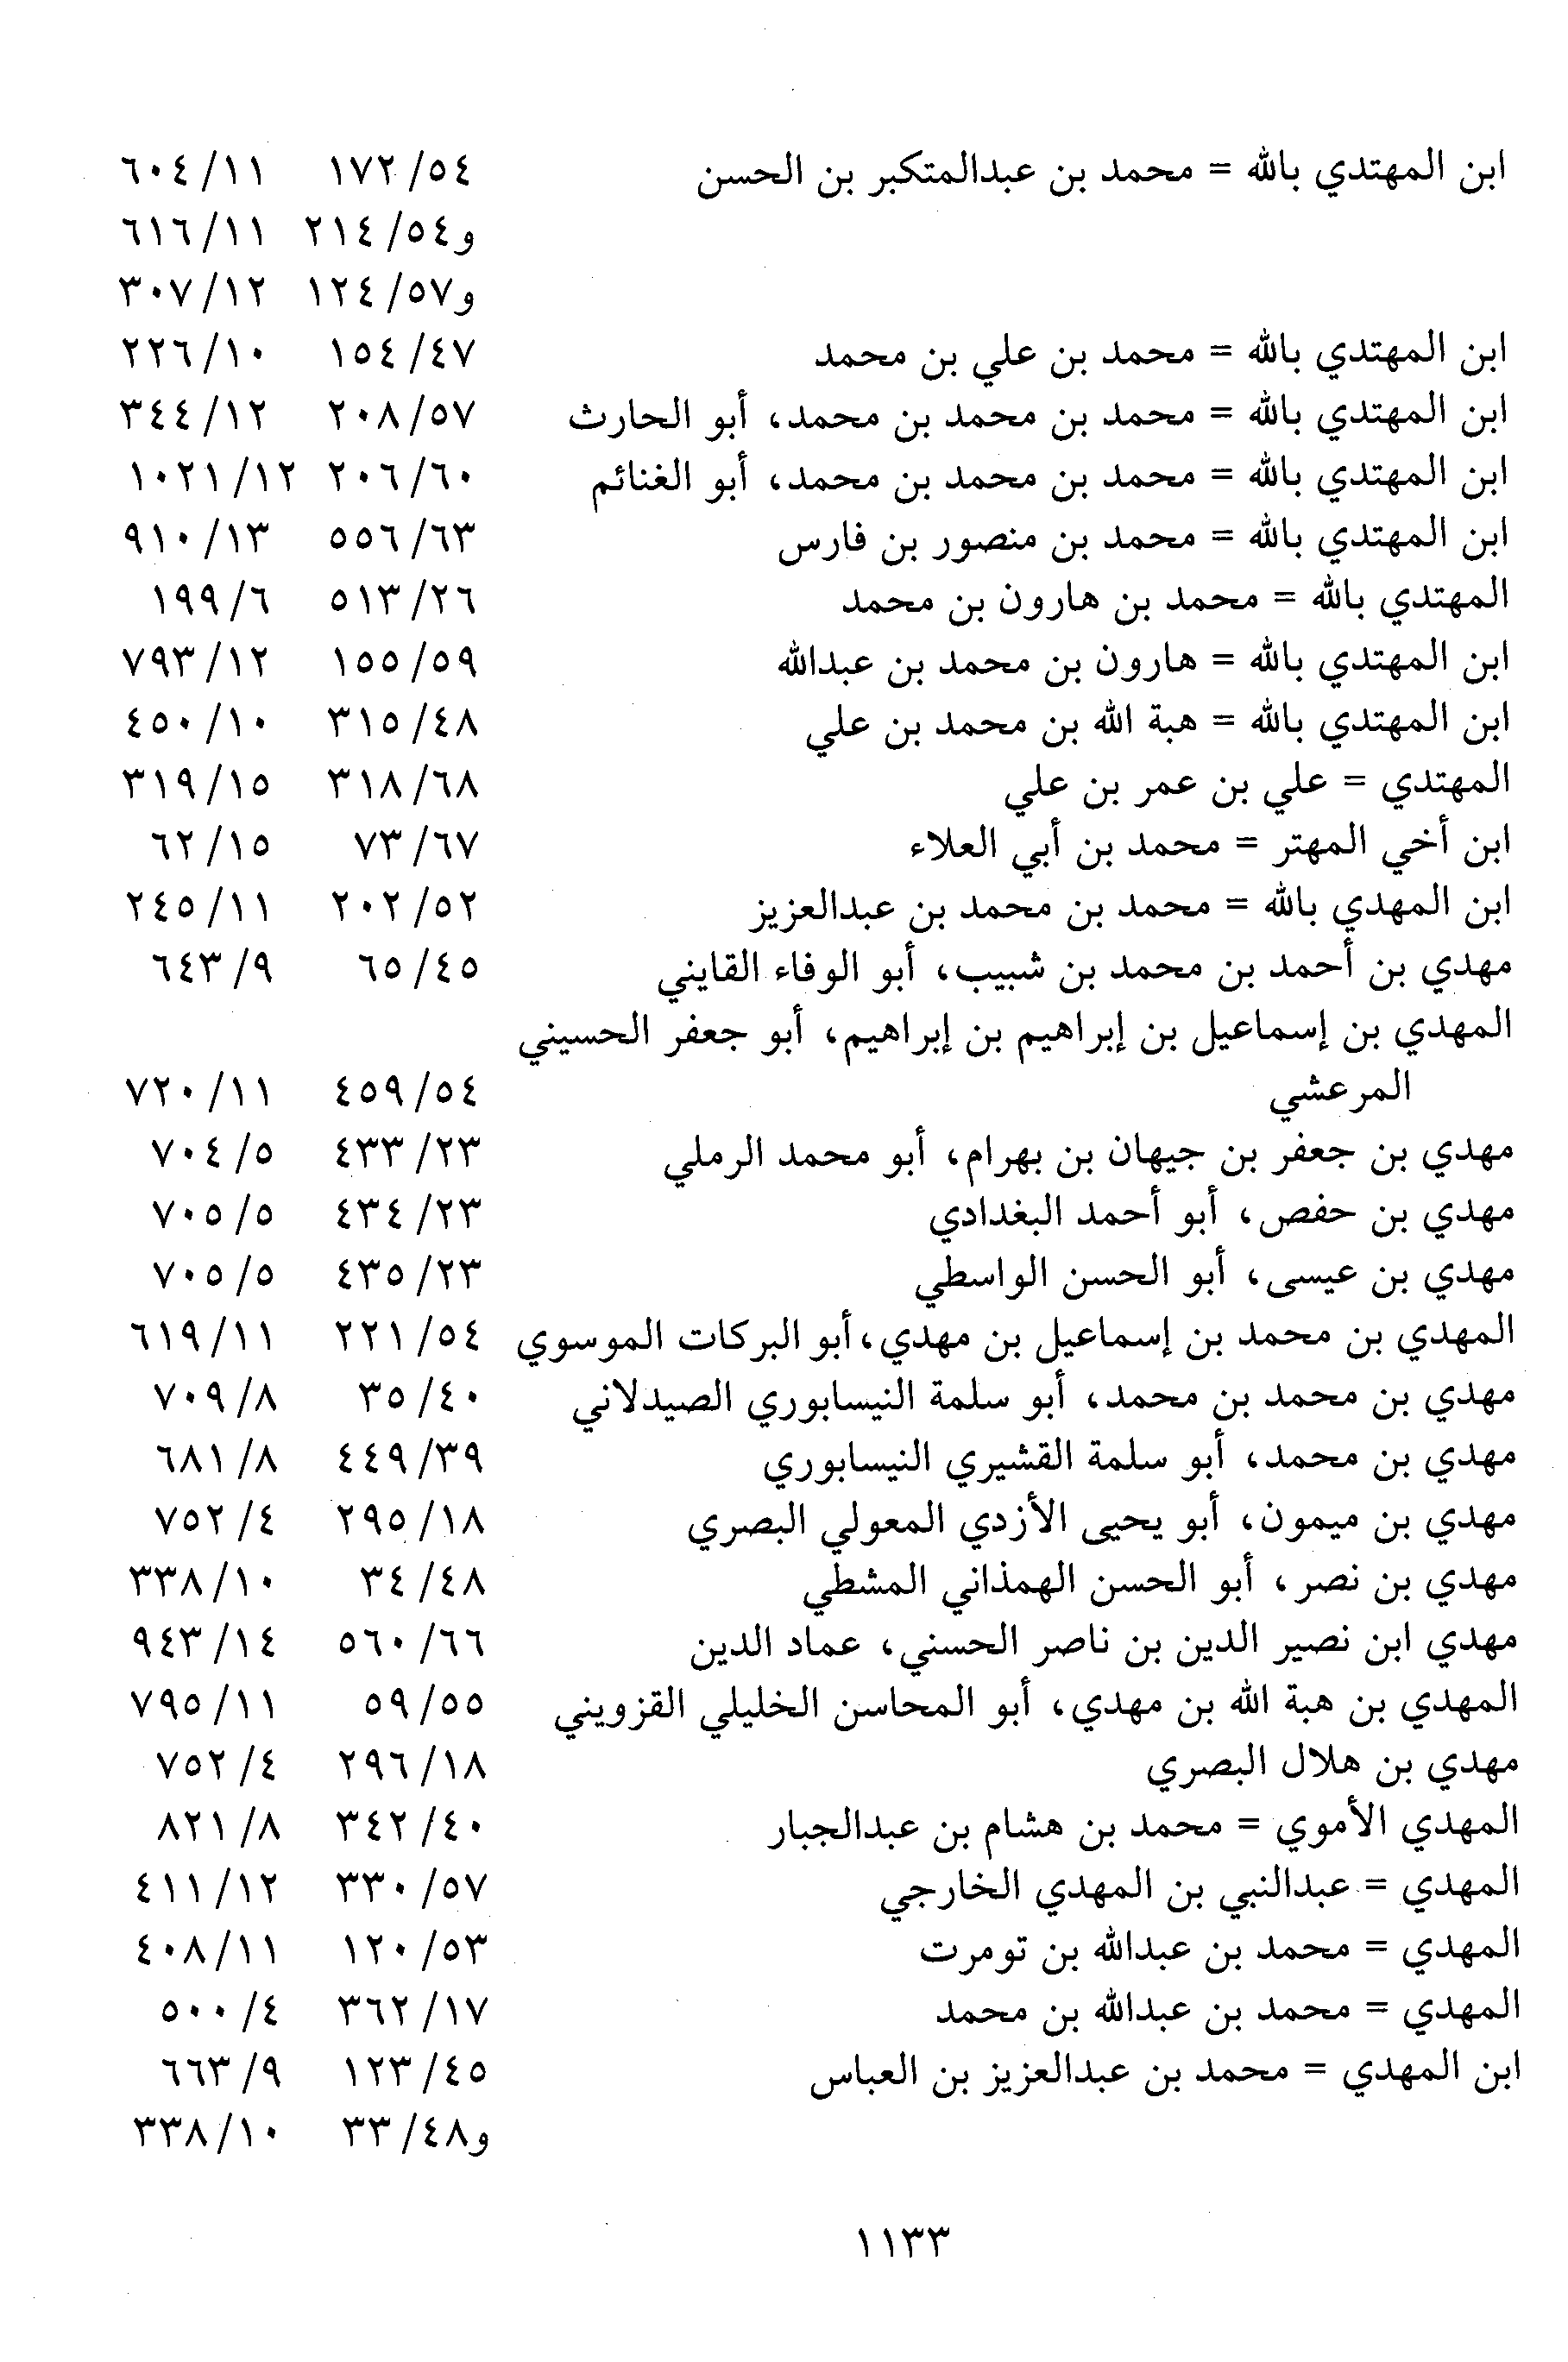 ابن المهتدي بالله = محمد بن عبدالمتكبر بن الحسن ٥٤/ ١٧٢ ١١/ ٦٠٤
و٥٤/ ٢١٤ ١١/ ٦١٦
و٥٧/ ١٢٤ ١٢/ ٣٠٧
ابن المهتدي بالله = محمد بن علي بن محمد ٤٧/ ١٥٤ ١٠/ ٢٢٦
ابن المهتدي بالله = محمد بن محمد بن محمد، أبو الحارث ٥٧/ ٢٠٨ ١٢/ ٣٤٤
ابن المهتدي بالله = محمد بن محمد بن محمد، أبو الغنائم ٦٠/ ٢٠٦ ١٢/ ١٠٢١
ابن المهتدي بالله = محمد بن منصور بن فارس ٦٣/ ٥٥٦ ١٣/ ٩١٠
المهتدي بالله = محمد بن هارون بن محمد ٢٦/ ٥١٣ ٦/ ١٩٩
ابن المهتدي بالله = هارون بن محمد بن عبدالله ٥٩/ ١٥٥ ١٢/ ٧٩٣
ابن المهتدي بالله = هبة الله بن محمد بن علي ٤٨/ ٣١٥ ١٠/ ٤٥٠
المهتدي = علي بن عمر بن علي ٦٨/ ٣١٨ ١٥/ ٣١٩
ابن أخي المهتر = محمد بن أبي العلاء ٦٧/ ٧٣ ١٥/ ٦٢
ابن المهدي بالله = محمد بن محمد بن عبدالعزيز ٥٢/ ٢٠٢ ١١/ ٢٤٥
مهدي بن أحمد بن محمد بن شبيب، أبو الوفاء القايني ٤٥/ ٦٥ ٩/ ٦٤٣
المهدي بن إسماعيل بن إبراهيم بن إبراهيم، أبو جعفر الحسيني
المرعشي ٥٤/ ٤٥٩ ١١/ ٧٢٠
مهدي بن جعفر بن جيهان بن بهرام، أبو محمد الرملي ٢٣/ ٤٣٣ ٥/ ٧٠٤
مهدي بن حفص، أبو أحمد البغدادي ٢٣/ ٤٣٤ ٥/ ٧٠٥
مهدي بن عيسى، أبو الحسن الواسطي ٢٣/ ٤٣٥ ٥/ ٧٠٥
المهدي بن محمد بن إسماعيل بن مهدي، أبو البركات الموسوي ٥٤/ ٢٢١ ١١/ ٦١٩
مهدي بن محمد بن محمد، أبو سلمة النيسابوري الصيدلاني ٤٠/ ٣٥ ٨/ ٧٠٩
مهدي بن محمد، أبو سلمة القشيري النيسابوري ٣٩/ ٤٤٩ ٨/ ٦٨١
مهدي بن ميمون، أبو يحيى الأزدي المعولي البصري ١٨/ ٢٩٥ ٤/ ٧٥٢
مهدي بن نصر، أبو الحسن الهمذاني المشطي ٤٨/ ٣٤ ١٠/ ٣٣٨
مهدي ابن نصير الدين بن ناصر الحسني، عماد الدين ٦٦/ ٥٦٠ ١٤/ ٩٤٣
المهدي بن هبة الله بن مهدي، أبو المحاسن الخليلي القزويني ٥٥/ ٥٩ ١١/ ٧٩٥
مهدي بن هلال البصري ١٨/ ٢٩٦ ٤/ ٧٥٢
المهدي الأموي = محمد بن هشام بن عبدالجبار ٤٠/ ٣٤٢ ٨/ ٨٢١
المهدي = عبدالنبي بن المهدي الخارجي ٥٧/ ٣٣٠ ١٢/ ٤١١
المهدي = محمد بن عبدالله بن تومرت ٥٣/ ١٢٠ ١١/ ٤٠٨
المهدي = محمد بن عبدالله بن محمد ١٧/ ٣٦٢ ٤/ ٥٠٠
ابن المهدي = محمد بن عبدالعزيز بن العباس ٤٥/ ١٢٣ ٩/ ٦٦٣
و٤٨/ ٣٣ ١٠/ ٣٣٨
١١٣٣